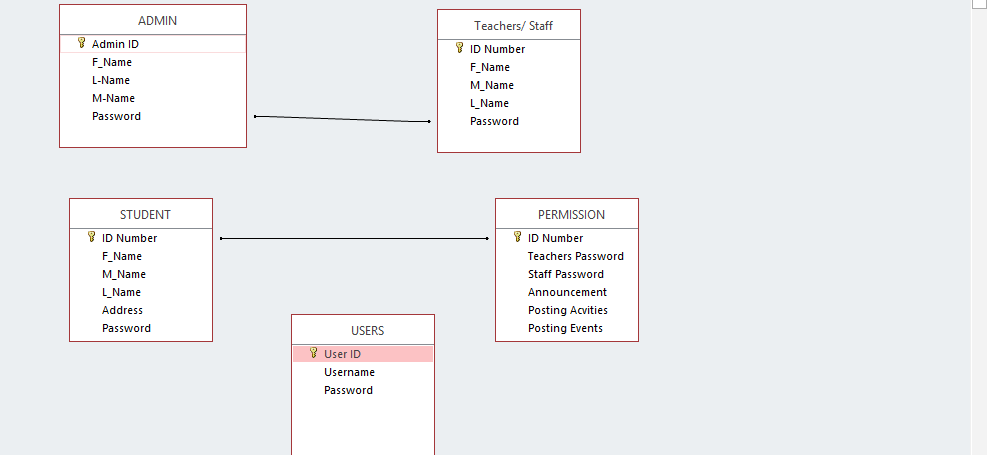 ADMIN
Admin ID
F_Name
L-Name
M-Name
Password
Teachers/ Staff
ID Number
F_Name
M_Name
L_Name
Password
STUDENT
ID Number
F_Name
M_Name
L_Name
Address
Password
PERMISSION
ID Number
Teachers Password
Staff Password
Announcement
Posting Acvities
Posting Events
USERS
User ID
Username
Password